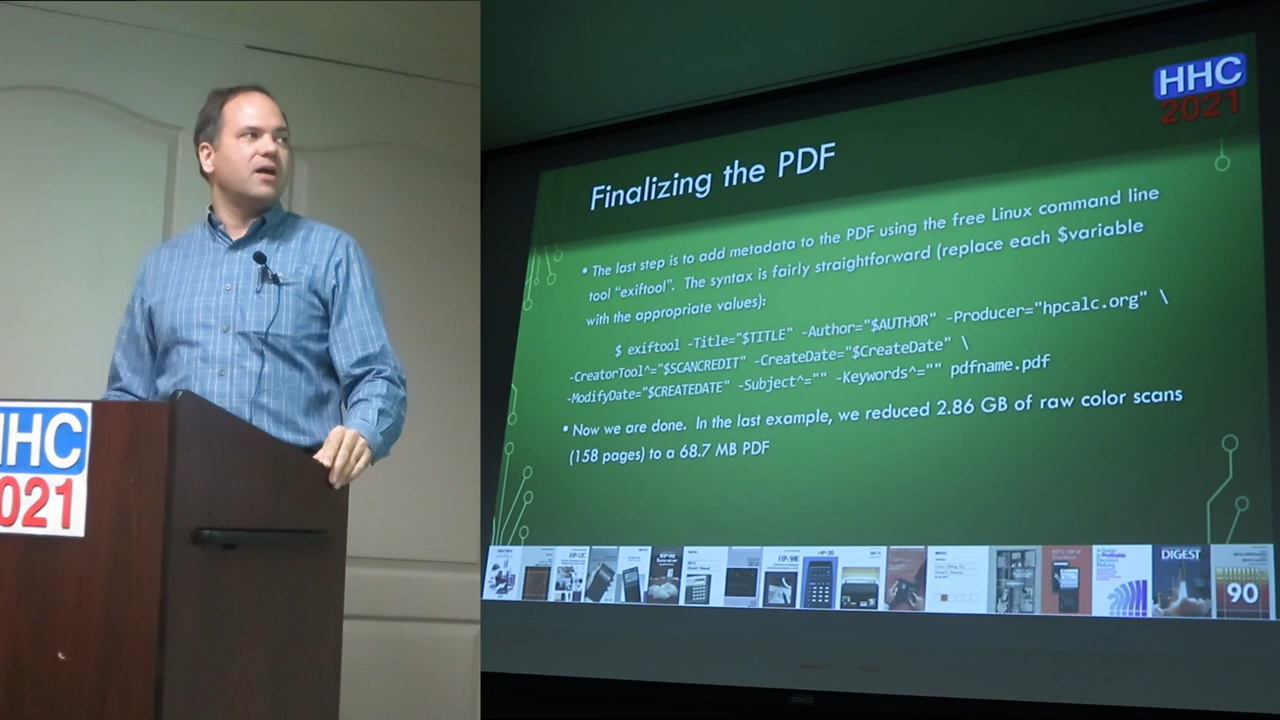 HHC
2021
Finalizing the PDF
• The last step is to add metadata to the PDF using the free Linux command line
tool “exiftool”. The syntax is fairly straightforward (replace each $variable
with the appropriate values):
$ exiftool -Title="$TITLE" -Author="$AUTHOR" -Producer="hpcalc.org" \
-CreatorTool^="$SCANCREDIT" -CreateDate="$CreateDate" \
-ModifyDate="$CREATEDATE" -Subject^="" -Keywords^="" pdfname.pdf
• Now we are done. In the last example, we reduced 2.86 GB of raw color scans
(158 pages) to a 68.7 MB PDF
DIGEST
90
HHC
021